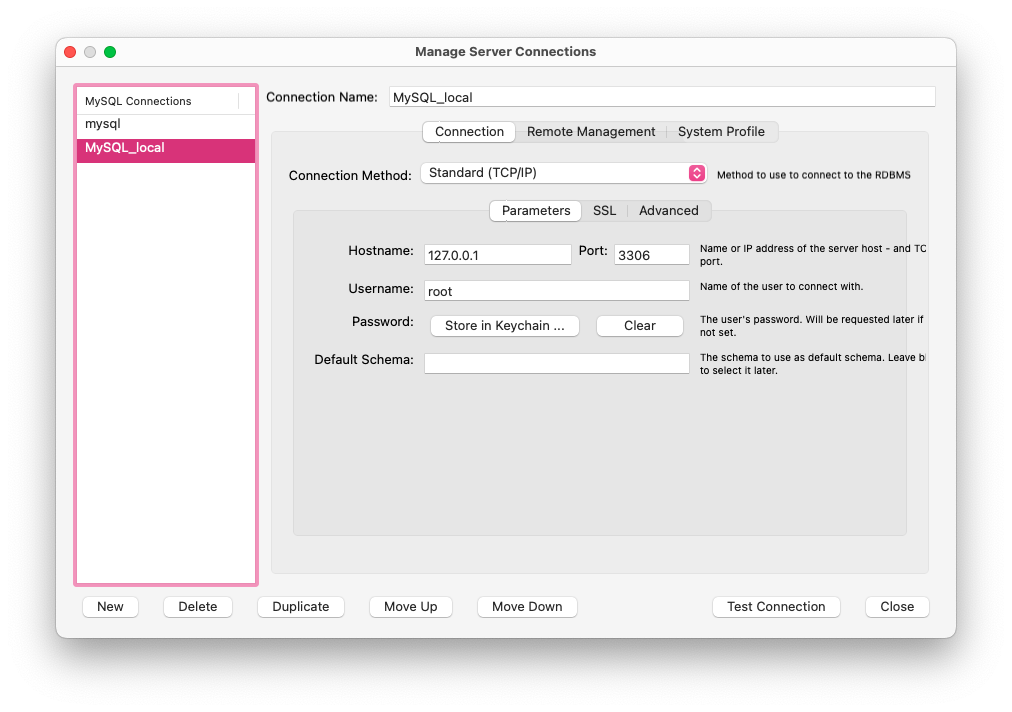 Manage Server Connections
MySQL Connections
mysql
MySQL_local
Connection Name: MySQL_local
Connection Remote Management System Profile
Connection Method: Standard (TCP/IP) Method to use to connect to the RDBMS
Parameters SSL Advanced
Hostname: 127.0.0.1 Port: 3306 Name or IP address of the server host - and TC
port.
Username: root Name of the user to connect with.
Password: Store in Keychain ... Clear The user's password. Will be requested later if
not set.
Default Schema: The schema to use as default schema. Leave bl
to select it later.
New Delete Duplicate Move Up Move Down Test Connection Close